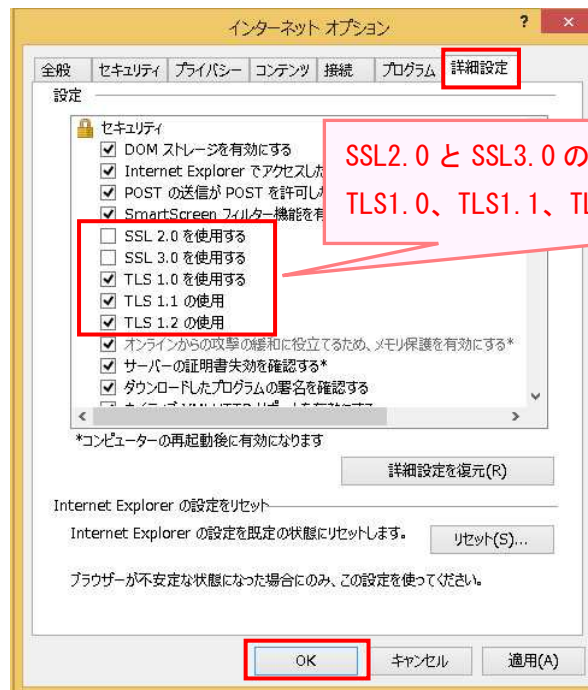 インターネット オプション
? ×
全般 セキュリティ プライバシー コンテンツ 接続 プログラム 詳細設定
設定
セキュリティ
DOM ストレージを有効にする
Internet Explorer でアクセスした
POST の送信が POST を許可し
SmartScreen フィルター機能を有
SSL 2.0 を使用する
SSL 3.0 を使用する
TLS 1.0 を使用する
TLS 1.1 の使用
TLS 1.2 の使用
SSL2.0 と SSL3.0 の
TLS1.0、TLS1.1、TL
オンラインからの攻撃の緩和に役立てるため、メモリ保護を有効にする*
サーバーの証明書失効を確認する*
ダウンロードしたプログラムの署名を確認する
*コンピューターの再起動後に有効になります
詳細設定を復元(R)
Internet Explorer の設定をリセット
Internet Explorer の設定を既定の状態にリセットします。
リセット(S)...
ブラウザーが不安定な状態になった場合にのみ、この設定を使ってください。
OK キャンセル 適用(A)